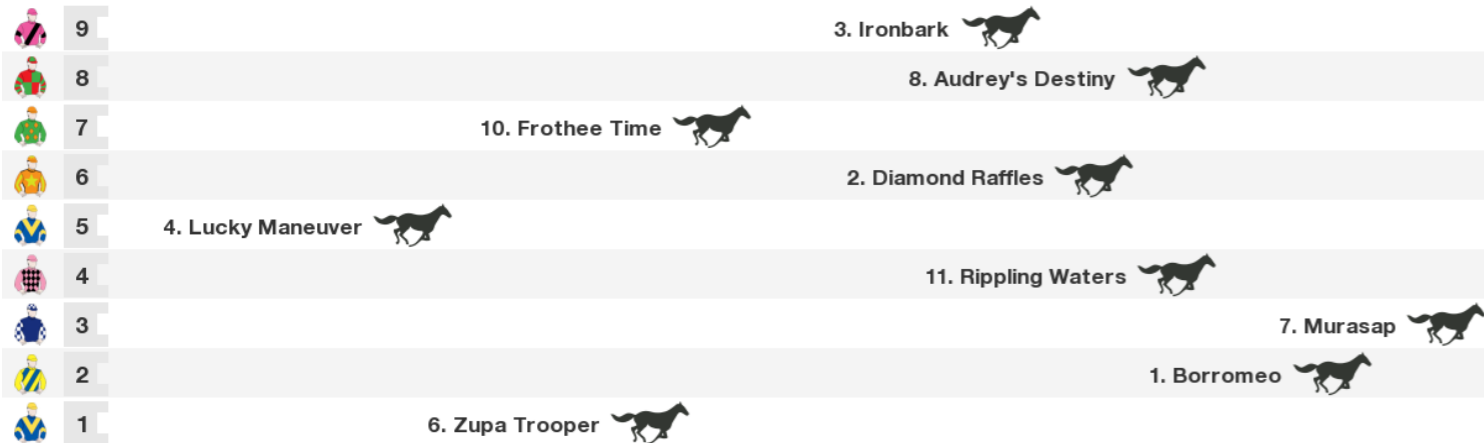 9 3. Ironbark
8 8. Audrey's Destiny
7 10. Frothee Time
6 2. Diamond Raffles
5 4. Lucky Maneuver
4 11. Rippling Waters
3 7. Murasap
2 1. Borromeo
1 6. Zupa Trooper